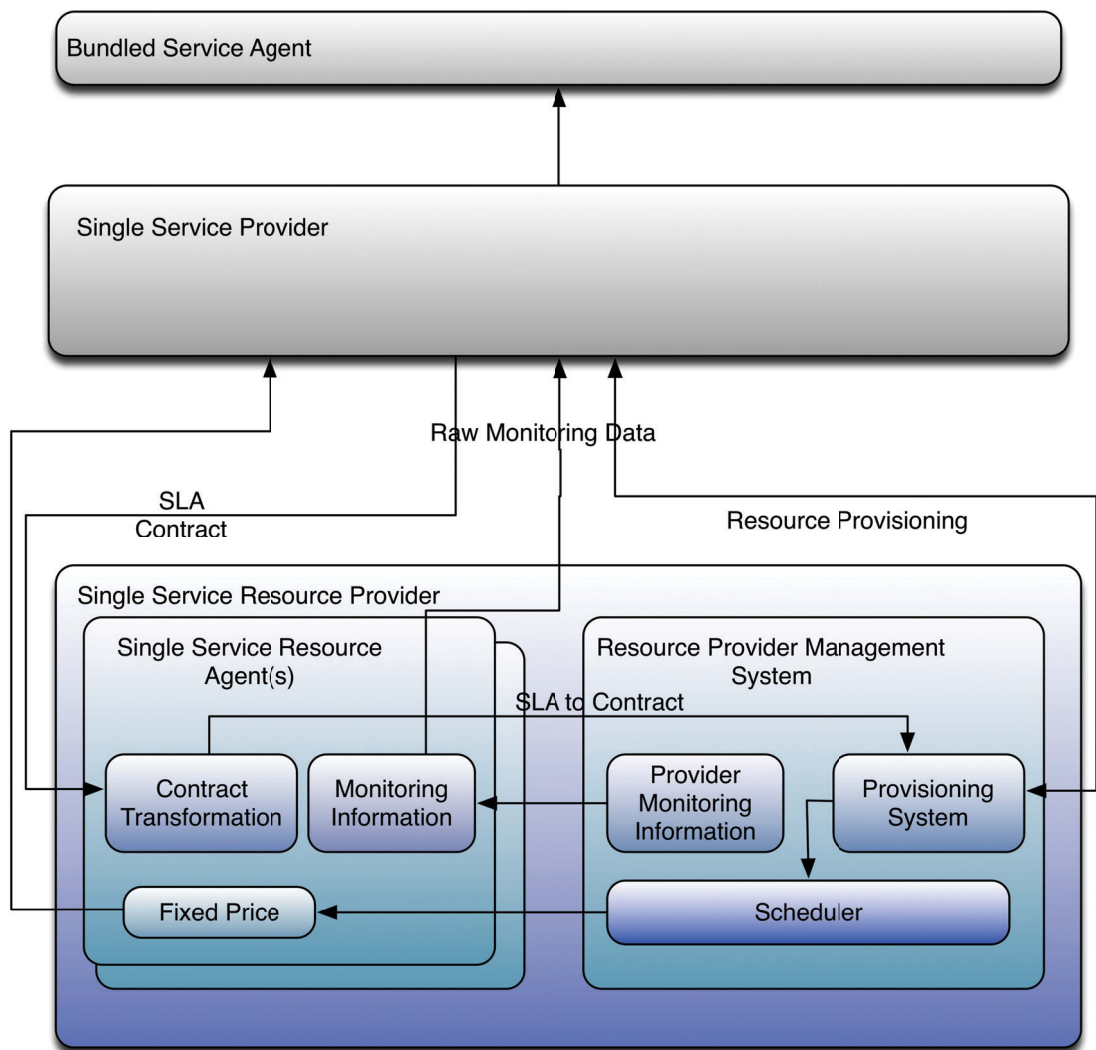 Bundled Service Agent
Single Service Provider
Raw Monitoring Data
SLA
Contract
Resource Provisioning
Single Service Resource Provider
Single Service Resource
Agent(s)
Resource Provider Management
System
SLA to Contract
Contract
Transformation
Monitoring
Information
Provider
Monitoring
Information
Provisioning
System
Fixed Price
Scheduler